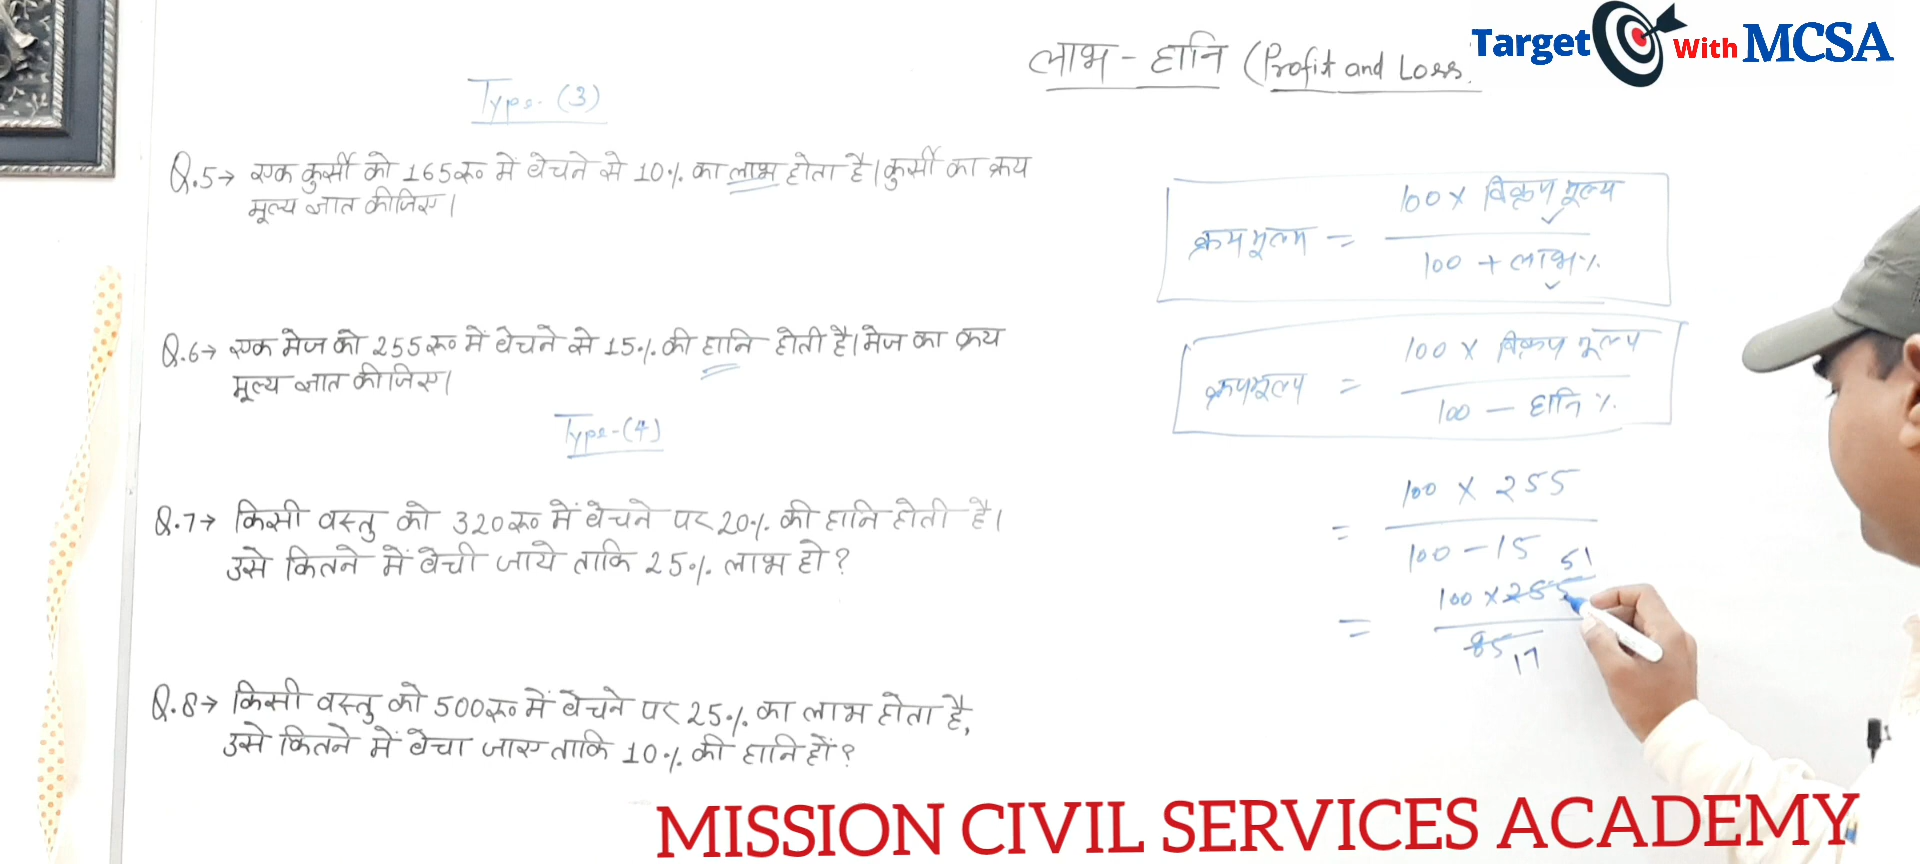 लाभ - हानि (Profit and Loss.
Target With MCSA
Type-(3)
Q.5→ एक कुर्सी को 165रू० में बेचने से 10% का लाभ होता है। कुर्सी का क्रय
मूल्य ज्ञात कीजिए।
Q.6→ एक मेज को 255रू० में बेचने से 15% की हानि होती है। मेज का क्रय
मूल्य ज्ञात कीजिए।
Type-(4)
Q.7→ किसी वस्तु को 320रू० में बेचने पर 20% की हानि होती है।
उसे कितने में बेची जाये ताकि 25% लाभ हो?
Q.8→ किसी वस्तु को 500रू० में बेचने पर 25% का लाभ होता है,
उसे कितने में बेचा जाए ताकि 10% की हानि हों?
100 × विक्रय मूल्य
क्रय मूल्य =
100 + लाभ%
100 × विक्रय मूल्य
क्रयमूल्य =
100 - हानि%
100 × 255
=
100 - 15
51
100 × 255
=
85
17
MISSION CIVIL SERVICES ACADEMY